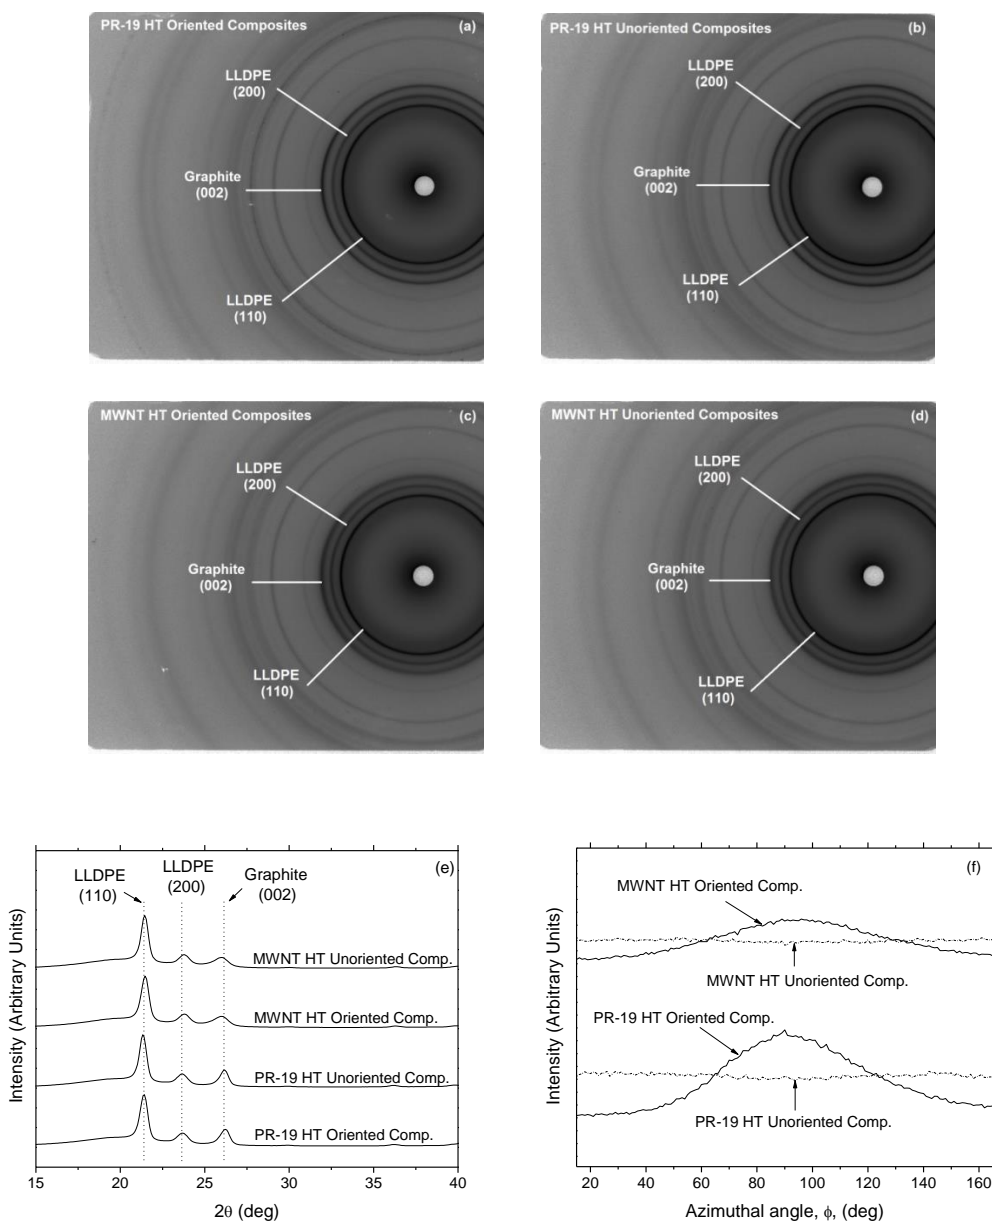 PR-19 HT Oriented Composites (a)
LLDPE
(200)
Graphite
(002)
LLDPE
(110)
PR-19 HT Unoriented Composites (b)
LLDPE
(200)
Graphite
(002)
LLDPE
(110)
MWNT HT Oriented Composites (c)
LLDPE
(200)
Graphite
(002)
LLDPE
(110)
MWNT HT Unoriented Composites (d)
LLDPE
(200)
Graphite
(002)
LLDPE
(110)
(e)
LLDPE
(110)
LLDPE
(200)
Graphite
(002)
MWNT HT Unoriented Comp.
MWNT HT Oriented Comp.
PR-19 HT Unoriented Comp.
PR-19 HT Oriented Comp.
Intensity (Arbitrary Units)
15 20 25 30 35 40
2θ (deg)
(f)
MWNT HT Oriented Comp.
MWNT HT Unoriented Comp.
PR-19 HT Oriented Comp.
PR-19 HT Unoriented Comp.
Intensity (Arbitrary Units)
20 40 60 80 100 120 140 160
Azimuthal angle, ϕ, (deg)